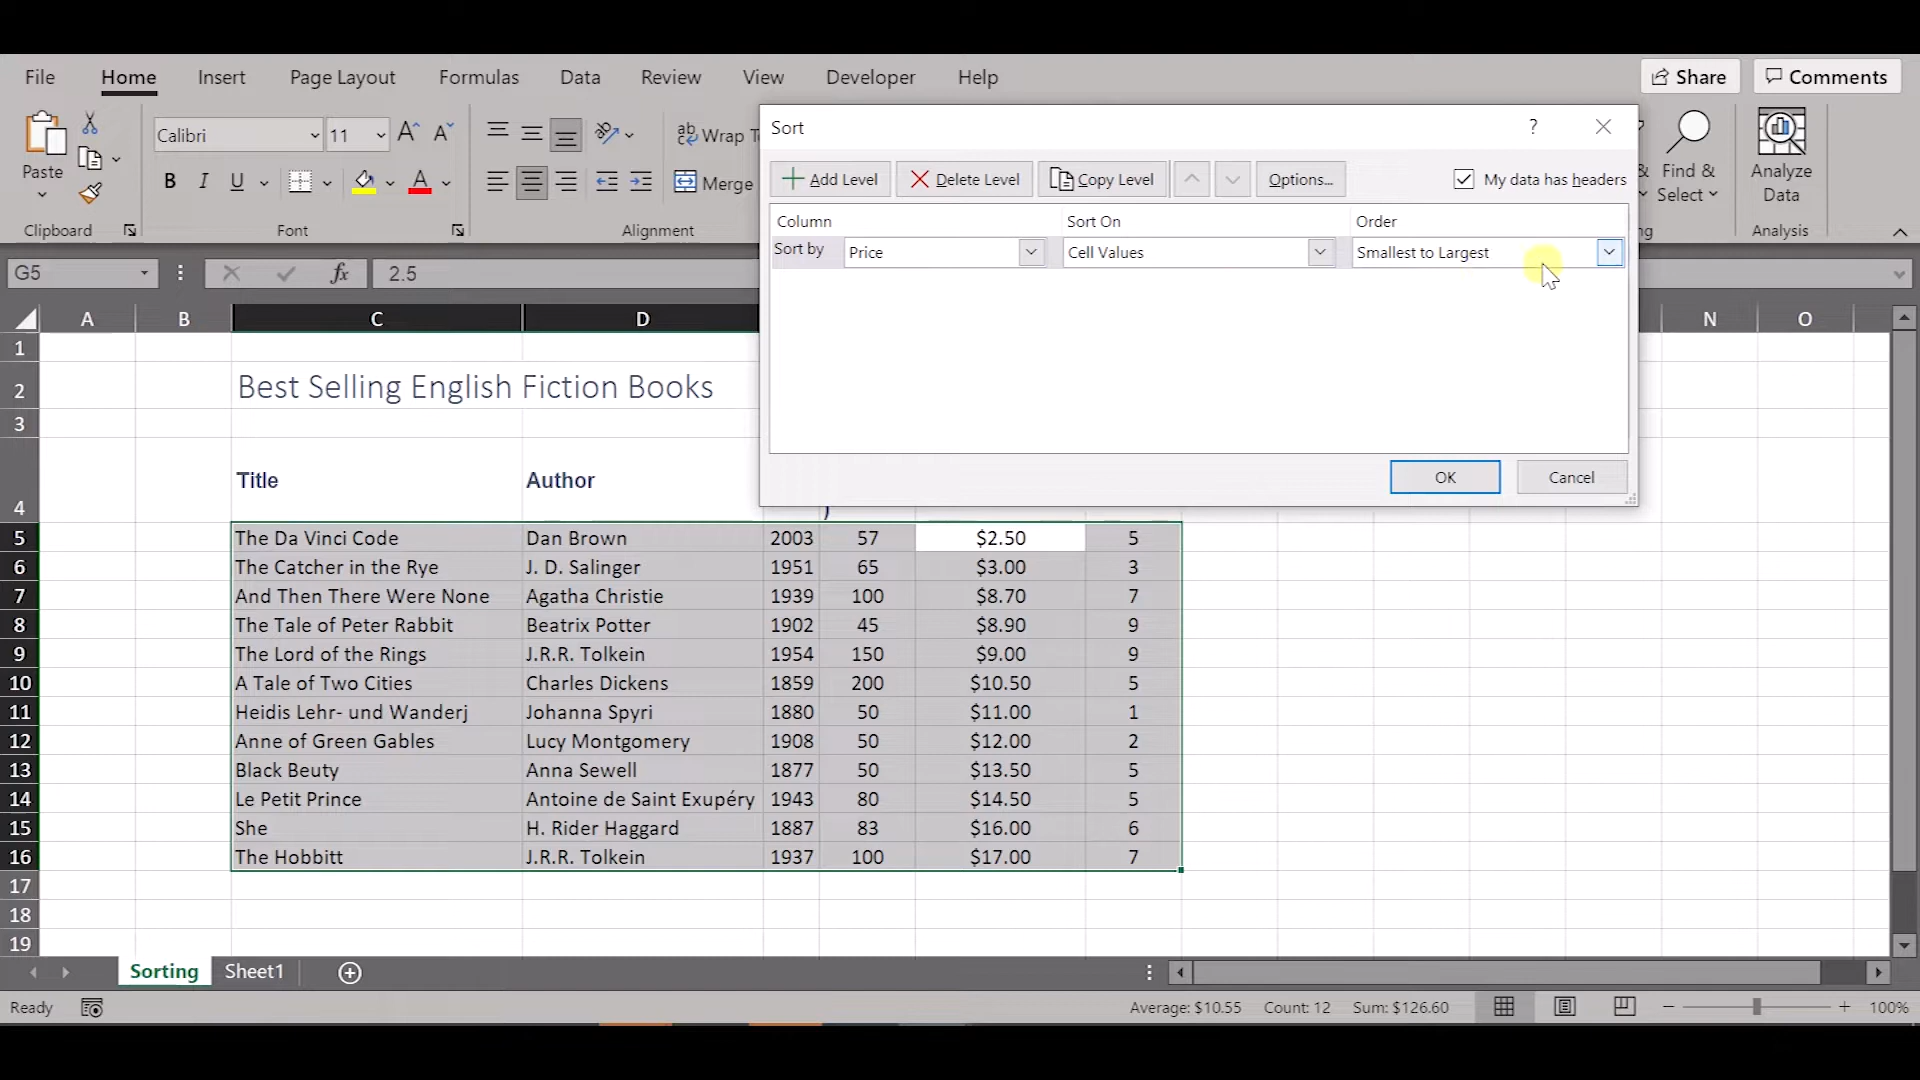 File Home Insert Page Layout Formulas Data Review View Developer Help Share Comments
Sort ?
Calibri 11 Wrap T
Paste
B I U Merge
Add Level Delete Level Copy Level Options... My data has headers
& Find &
Select
Analyze
Data
Clipboard Font ng Analysis
Column Sort On Order
Sort by Price Cell Values Smallest to Largest
G5 fx 2.5
A B C D N O
1
2 Best Selling English Fiction Books
3
OK Cancel
4 Title Author )
5 The Da Vinci Code Dan Brown 2003 57 $2.50 5
6 The Catcher in the Rye J. D. Salinger 1951 65 $3.00 3
7 And Then There Were None Agatha Christie 1939 100 $8.70 7
8 The Tale of Peter Rabbit Beatrix Potter 1902 45 $8.90 9
9 The Lord of the Rings J.R.R. Tolkein 1954 150 $9.00 9
10 A Tale of Two Cities Charles Dickens 1859 200 $10.50 5
11 Heidis Lehr- und Wanderj Johanna Spyri 1880 50 $11.00 1
12 Anne of Green Gables Lucy Montgomery 1908 50 $12.00 2
13 Black Beuty Anna Sewell 1877 50 $13.50 5
14 Le Petit Prince Antoine de Saint Exupéry 1943 80 $14.50 5
15 She H. Rider Haggard 1887 83 $16.00 6
16 The Hobbitt J.R.R. Tolkein 1937 100 $17.00 7
17
18
19
Sorting Sheet1
Ready Average: $10.55 Count: 12 Sum: $126.60 100%